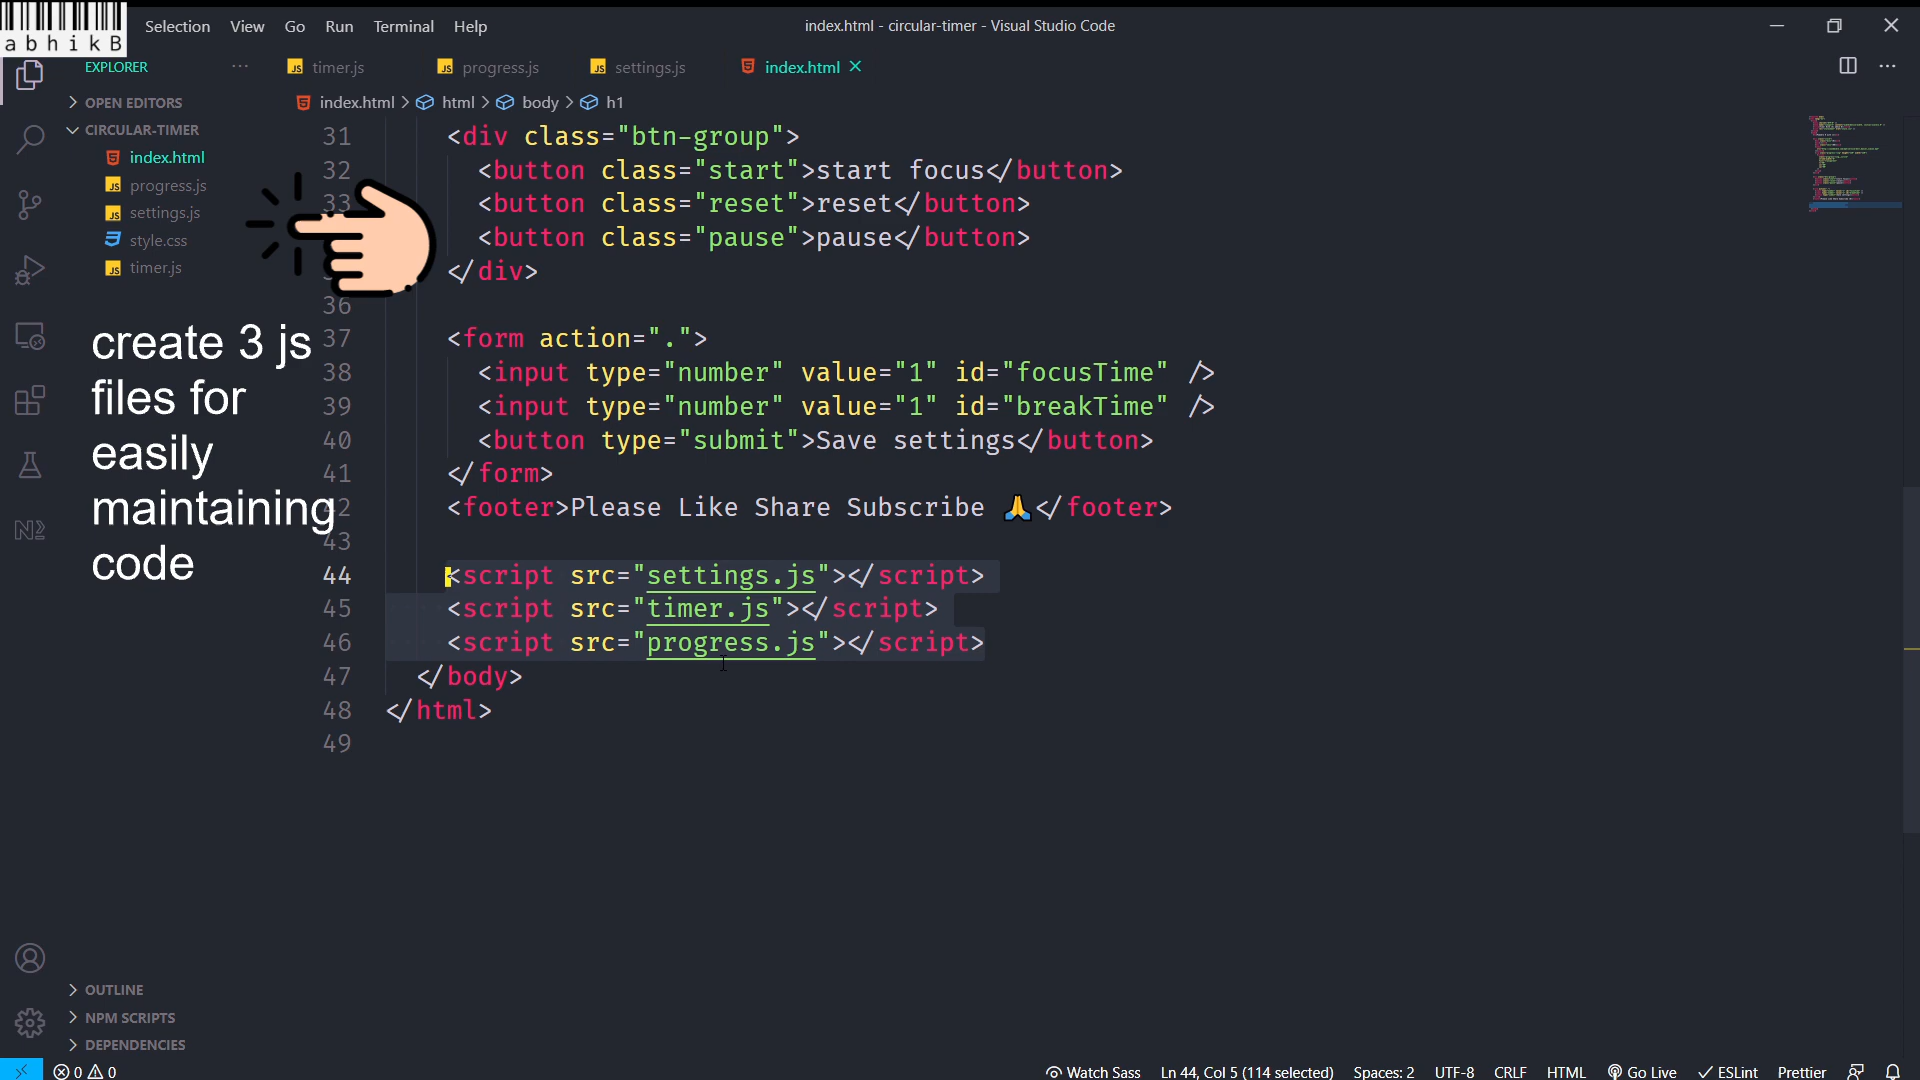 abhikB
Selection View Go Run Terminal Help
index.html - circular-timer - Visual Studio Code
EXPLORER ···
timer.js progress.js settings.js index.html
OPEN EDITORS
index.html > html > body > h1
CIRCULAR-TIMER
index.html
progress.js
settings.js
style.css
timer.js
create 3 js
files for
easily
maintaining
code
31 <div class="btn-group">
32 <button class="start">start focus</button>
33 <button class="reset">reset</button>
<button class="pause">pause</button>
</div>
36
37 <form action=".">
38 <input type="number" value="1" id="focusTime" />
39 <input type="number" value="1" id="breakTime" />
40 <button type="submit">Save settings</button>
41 </form>
42 <footer>Please Like Share Subscribe 🙏</footer>
43
44 <script src="settings.js"></script>
45 <script src="timer.js"></script>
46 <script src="progress.js"></script>
47 </body>
48 </html>
49
OUTLINE
NPM SCRIPTS
DEPENDENCIES
0 0 Watch Sass Ln 44, Col 5 (114 selected) Spaces: 2 UTF-8 CRLF HTML Go Live ESLint Prettier